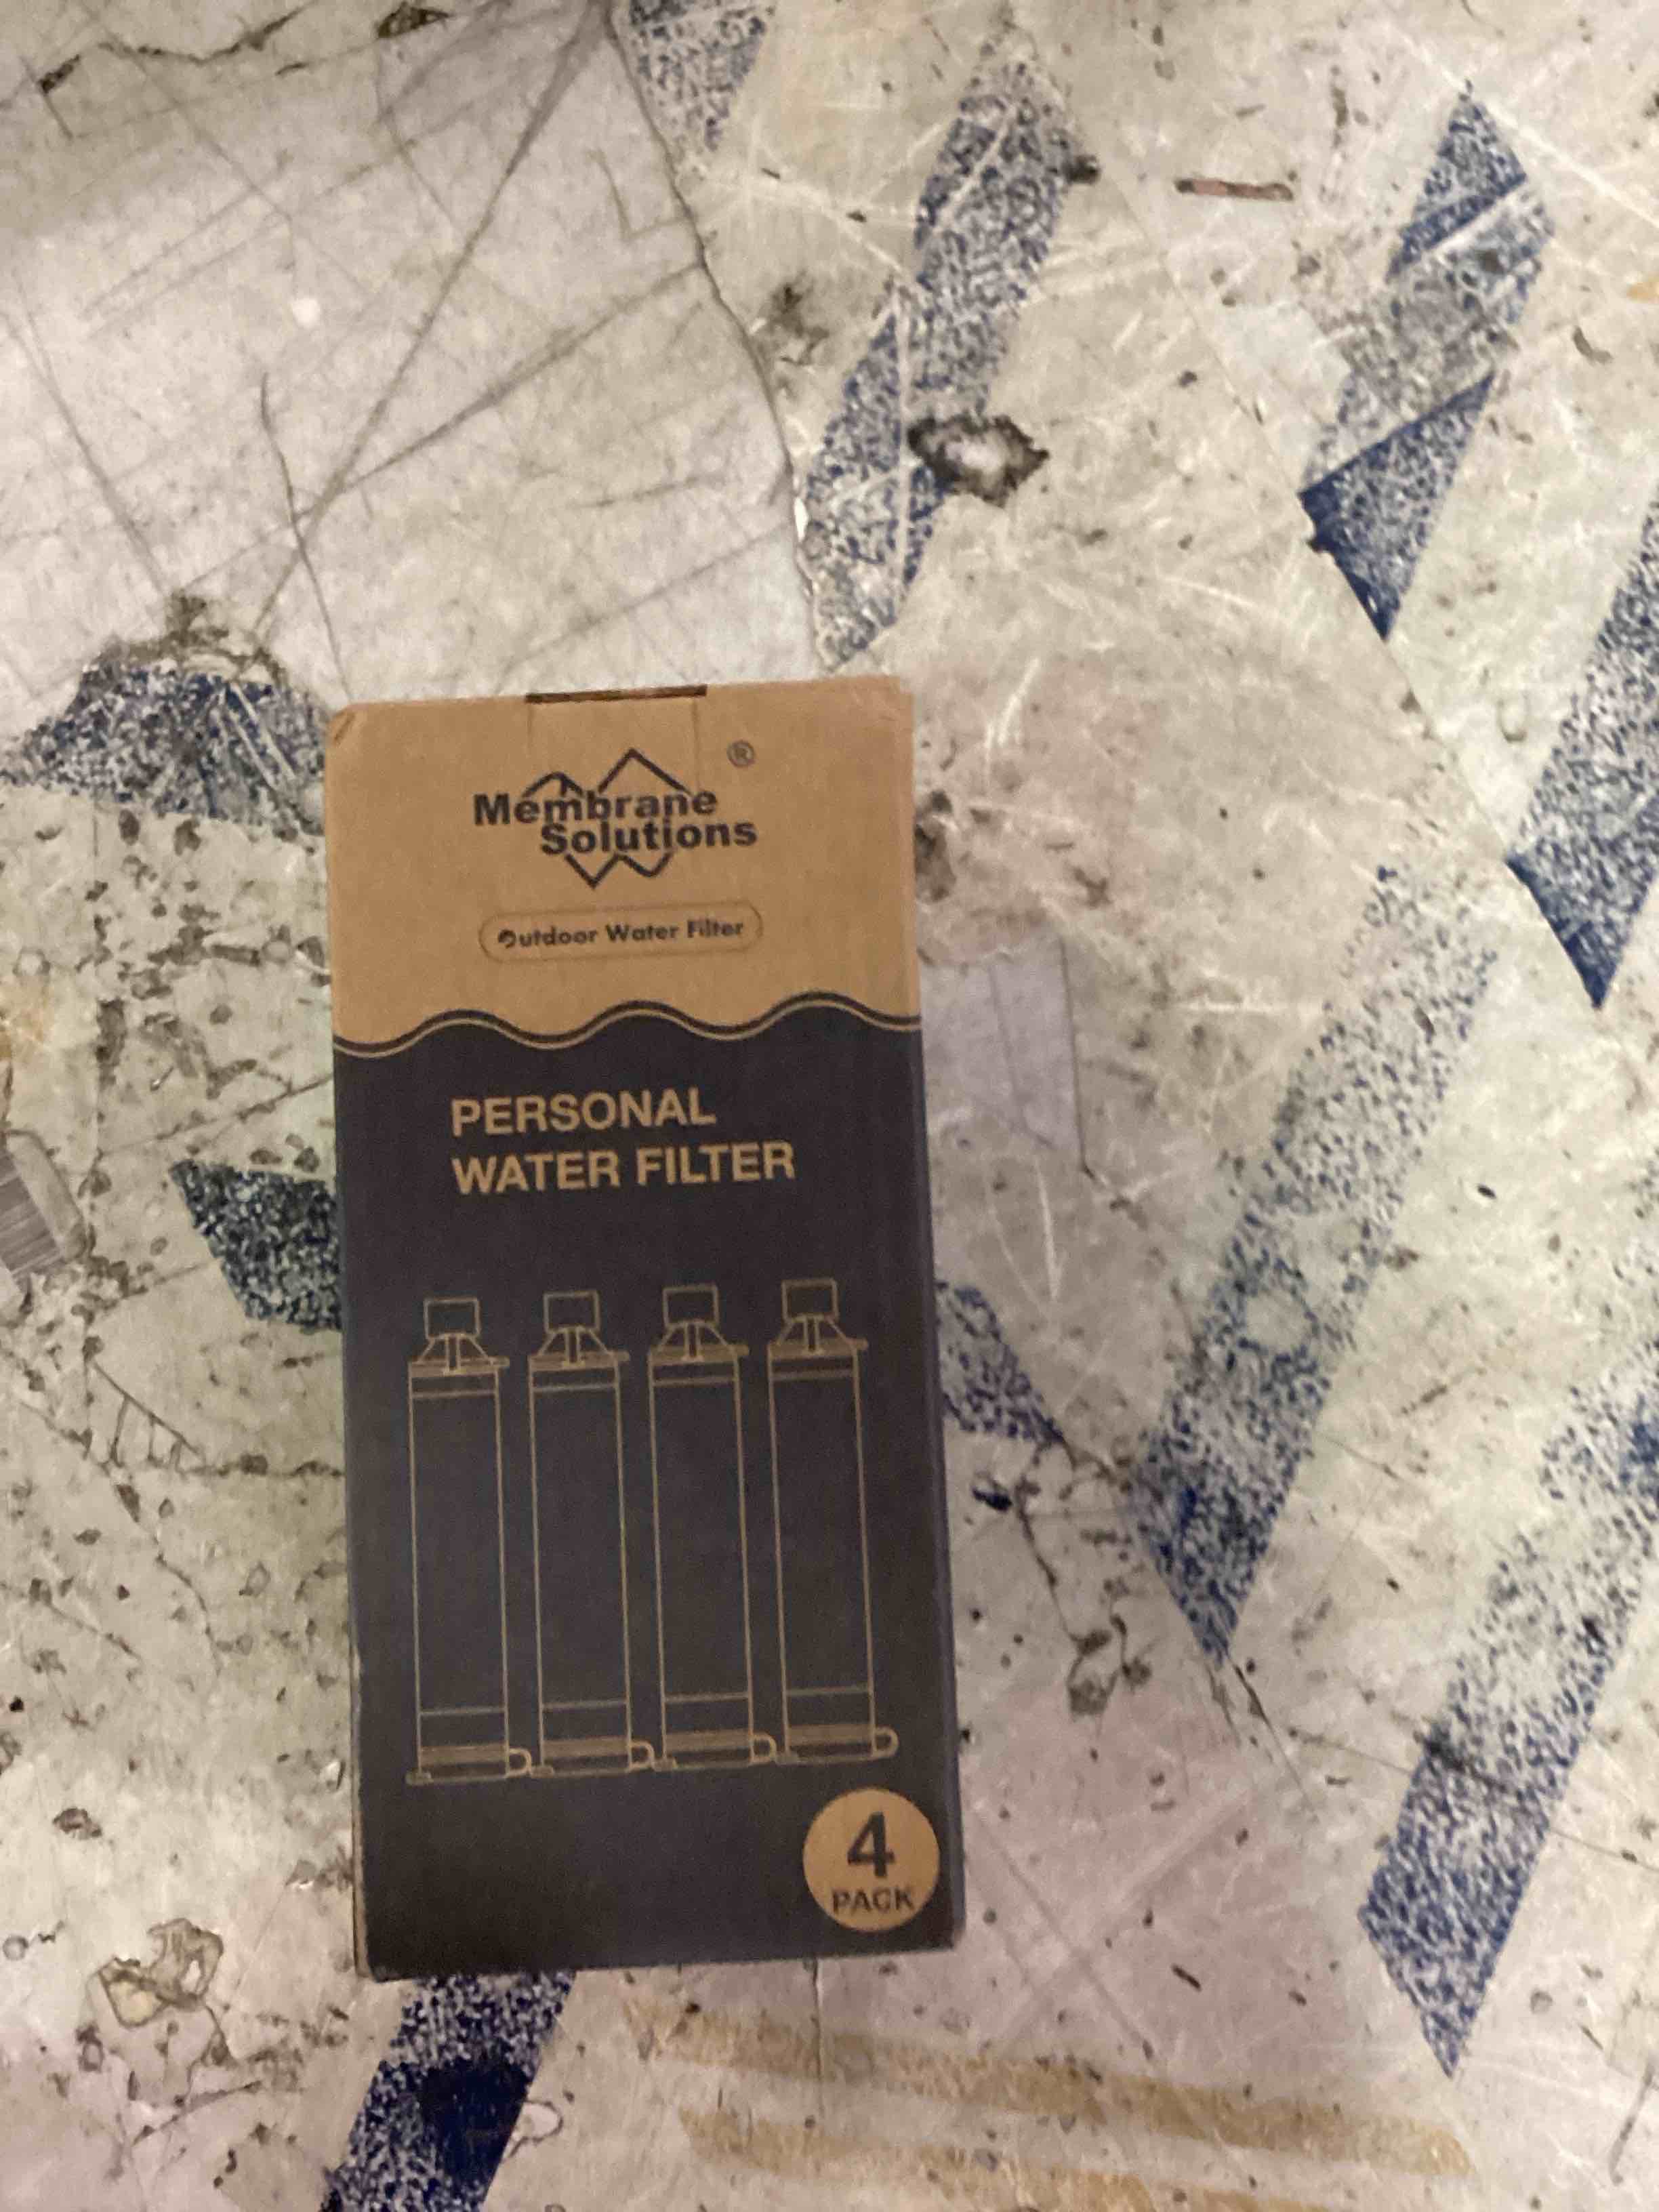 Membrane
Solutions
®
Outdoor Water Filter
PERSONAL
WATER FILTER
4
PACK